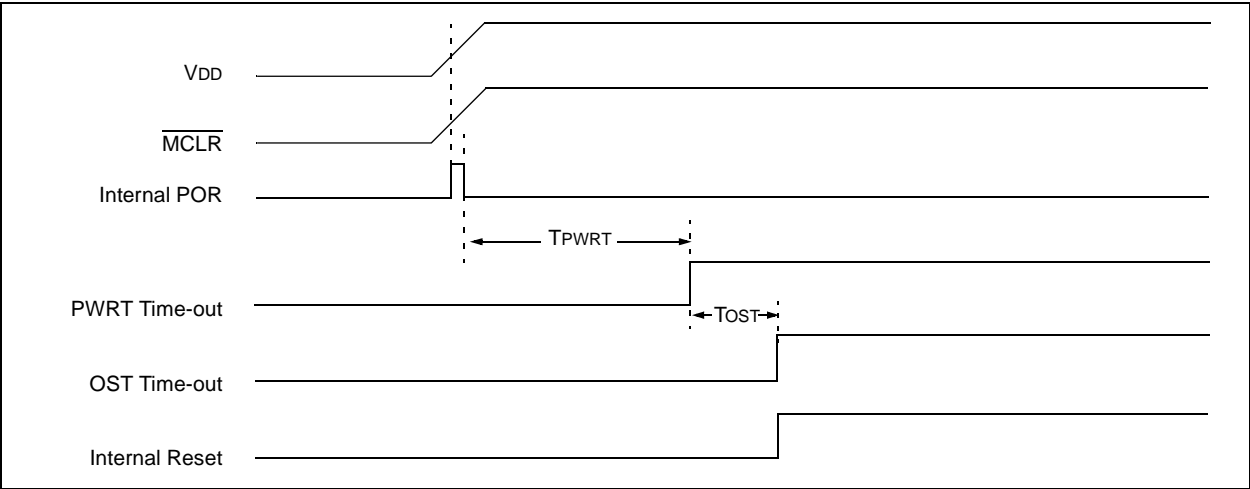 VDD
MCLR
Internal POR
TPWRT
PWRT Time-out
TOST
OST Time-out
Internal Reset